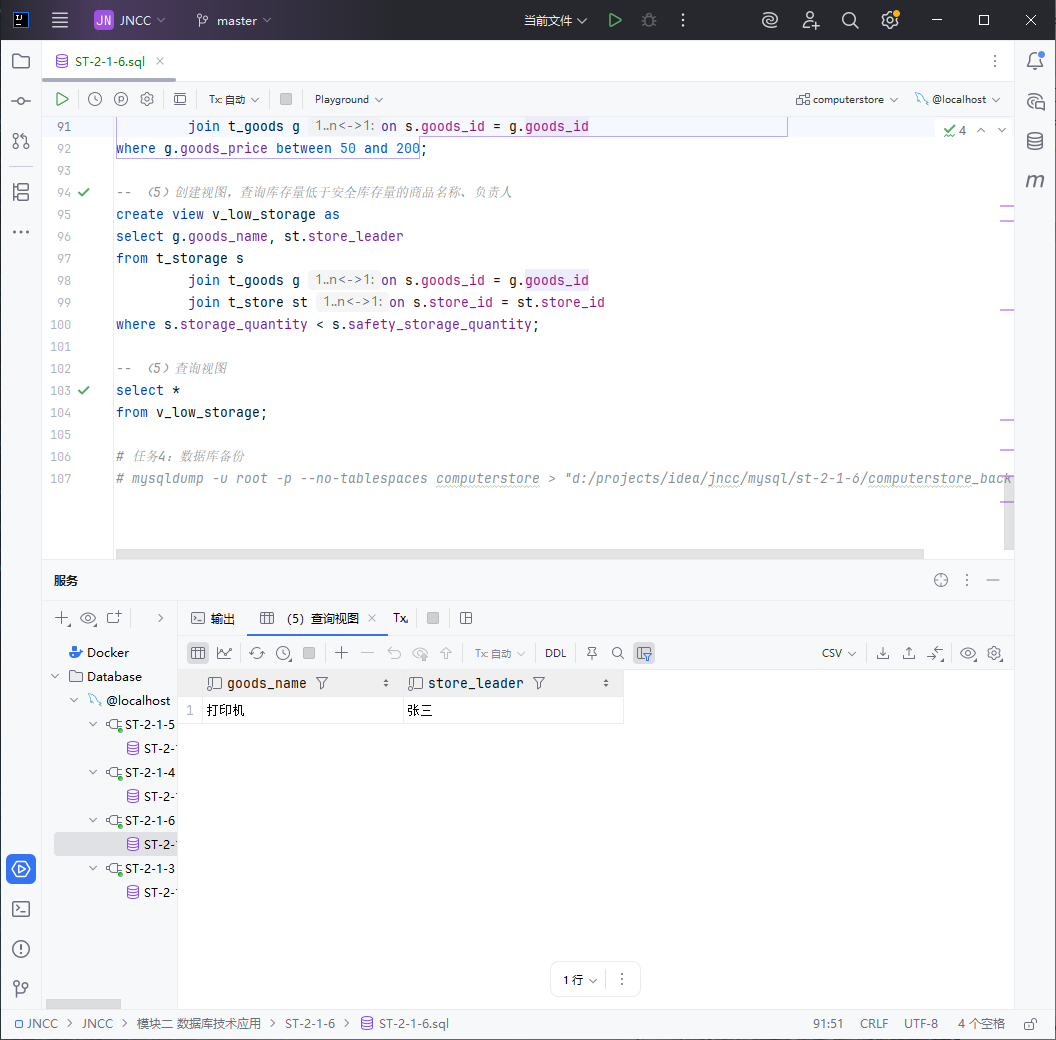 JN JNCC master 当前文件
ST-2-1-6.sql
Tx: 自动 Playground computerstore @localhost
91 join t_goods g 1..n<->1: on s.goods_id = g.goods_id
4
92 where g.goods_price between 50 and 200;
93
94 -- （5）创建视图，查询库存量低于安全库存量的商品名称、负责人
95 create view v_low_storage as
96 select g.goods_name, st.store_leader
97 from t_storage s
98 join t_goods g 1..n<->1: on s.goods_id = g.goods_id
99 join t_store st 1..n<->1: on s.store_id = st.store_id
100 where s.storage_quantity < s.safety_storage_quantity;
101
102 -- （5）查询视图
103 select *
104 from v_low_storage;
105
106 # 任务4：数据库备份
107 # mysqldump -u root -p --no-tablespaces computerstore > "d:/projects/idea/jncc/mysql/st-2-1-6/computerstore_back
m
服务
输出 （5）查询视图 Tx
Docker
Database
@localhost
ST-2-1-5
ST-2-
ST-2-1-4
ST-2-
ST-2-1-6
ST-2-
ST-2-1-3
ST-2-
Tx: 自动 DDL CSV
goods_name store_leader
1 打印机 张三
1 行
JNCC > JNCC > 模块二 数据库技术应用 > ST-2-1-6 > ST-2-1-6.sql 91:51 CRLF UTF-8 4 个空格